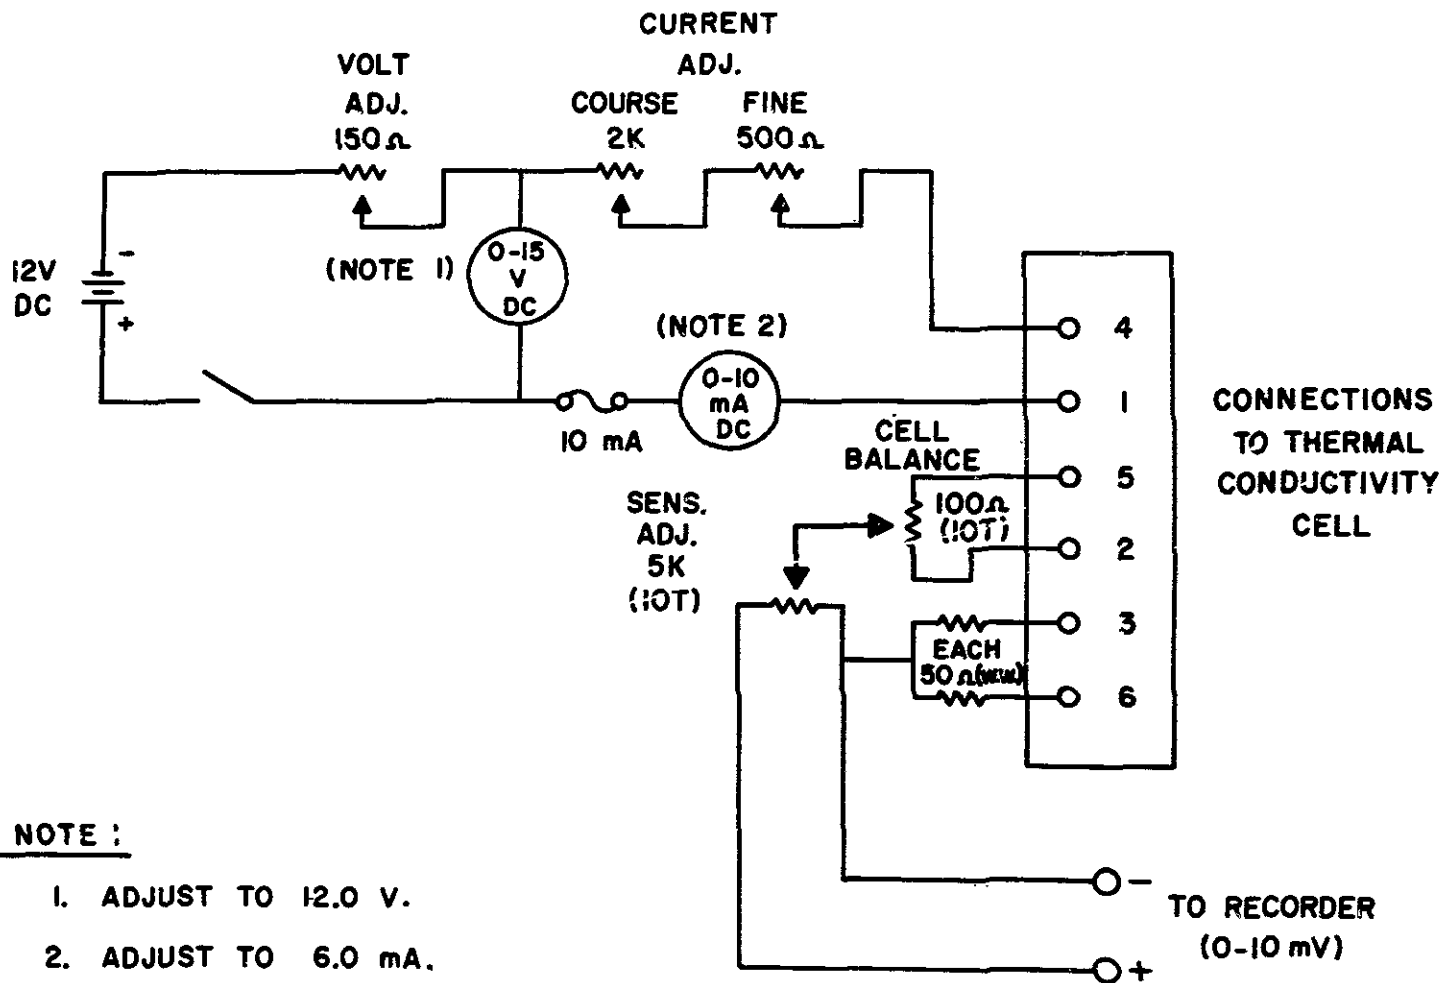 CURRENT
ADJ.
VOLT
ADJ.
150Ω
COURSE
2K
FINE
500Ω
12V
DC
-
+
(NOTE 1)
0-15
V
DC
(NOTE 2)
0-10
mA
DC
10 mA
4
1
5
2
3
6
CONNECTIONS
TO THERMAL
CONDUCTIVITY
CELL
CELL
BALANCE
100Ω
(10T)
SENS.
ADJ.
5K
(10T)
EACH
50Ω(WW)
-
+
TO RECORDER
(0-10 mV)
NOTE:
1. ADJUST TO 12.0 V.
2. ADJUST TO 6.0 mA.